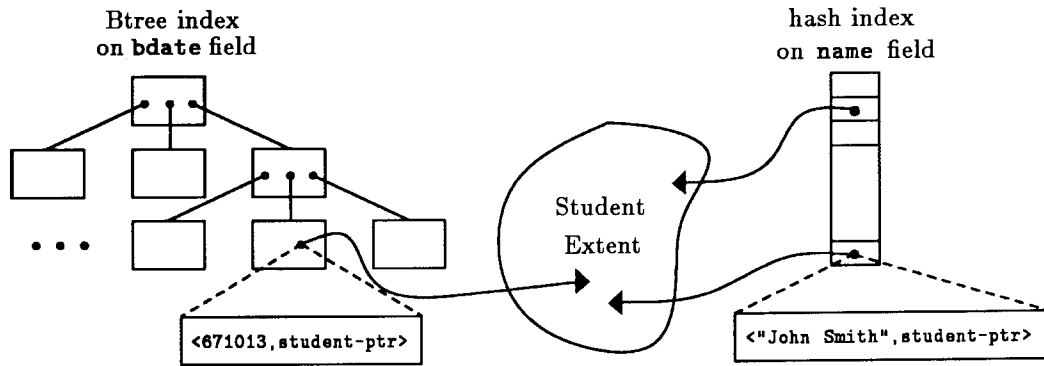 Btree index
on bdate field
hash index
on name field
Student
Extent
<671013,student-ptr>
<"John Smith",student-ptr>